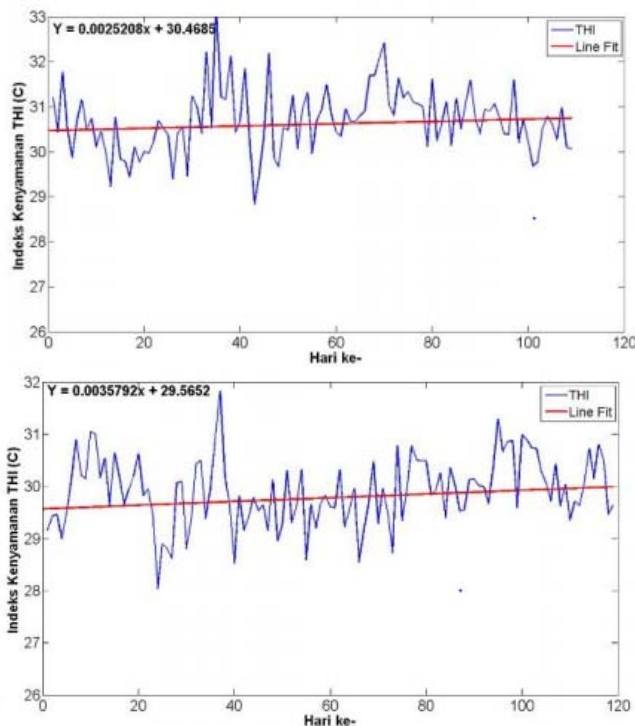 33
Y = 0.0025208x + 30.4685
THI
Line Fit
32
31
30
29
28
27
26
Indeks Kenyamanan THI (C)
0 20 40 60 80 100 120
Hari ke-
32
Y = 0.0035792x + 29.5652
THI
Line Fit
31
30
29
28
27
26
Indeks Kenyamanan THI (C)
0 20 40 60 80 100 120
Hari ke-